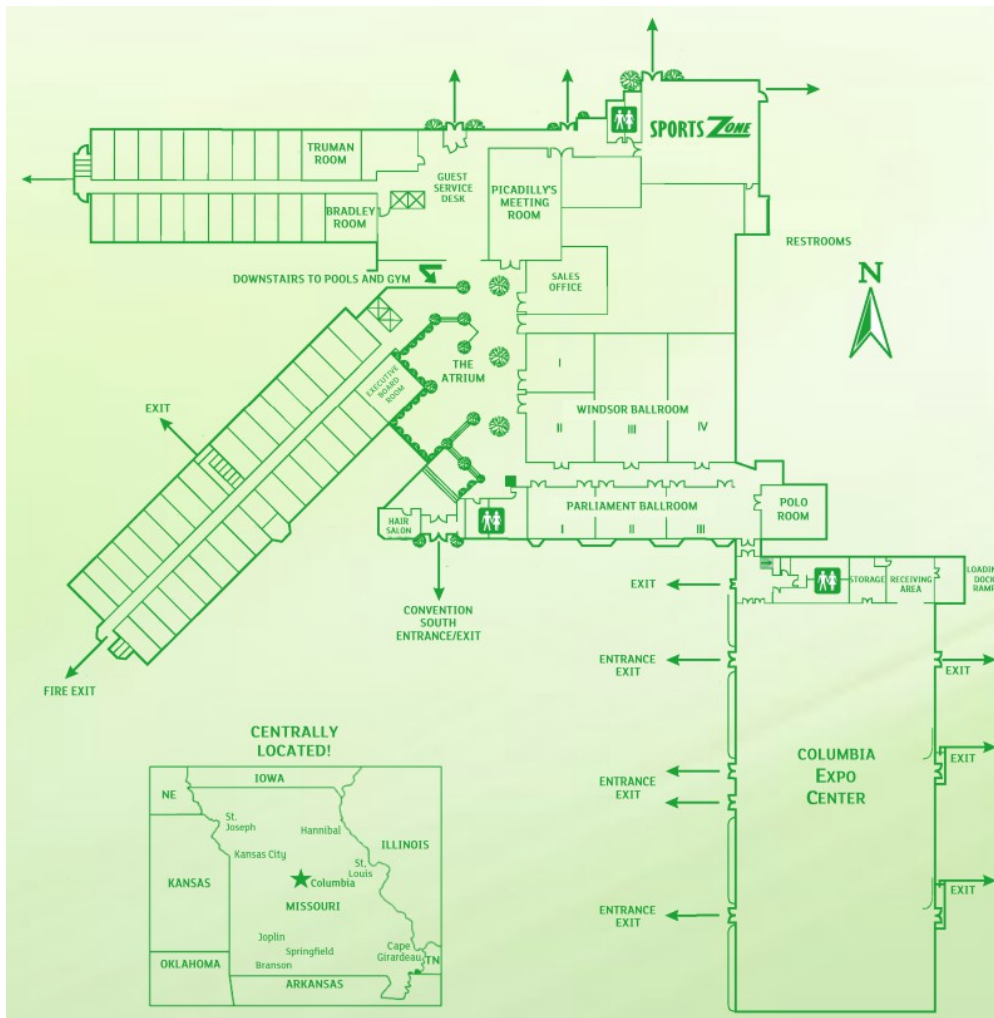 SPORTS ZONE
TRUMAN
ROOM
GUEST
SERVICE
DESK
PICADILLY'S
MEETING
ROOM
BRADLEY
ROOM
RESTROOMS
N
DOWNSTAIRS TO POOLS AND GYM
SALES
OFFICE
THE
ATRIUM
EXECUTIVE
BOARD
ROOM
I
WINDSOR BALLROOM
II
III
IV
EXIT
PARLIAMENT BALLROOM
I
II
III
POLO
ROOM
HAIR
SALON
CONVENTION
SOUTH
ENTRANCE/EXIT
EXIT
STORAGE
RECEIVING
AREA
LOADIN
DOCK
RAMP
FIRE EXIT
ENTRANCE
EXIT
EXIT
COLUMBIA
EXPO
CENTER
EXIT
ENTRANCE
EXIT
EXIT
ENTRANCE
EXIT
CENTRALLY
LOCATED!
IOWA
NE
St.
Joseph
Hannibal
ILLINOIS
Kansas City
St.
Louis
KANSAS
Columbia
MISSOURI
Joplin
Springfield
Cape
Girardeau
TN
OKLAHOMA
Branson
ARKANSAS